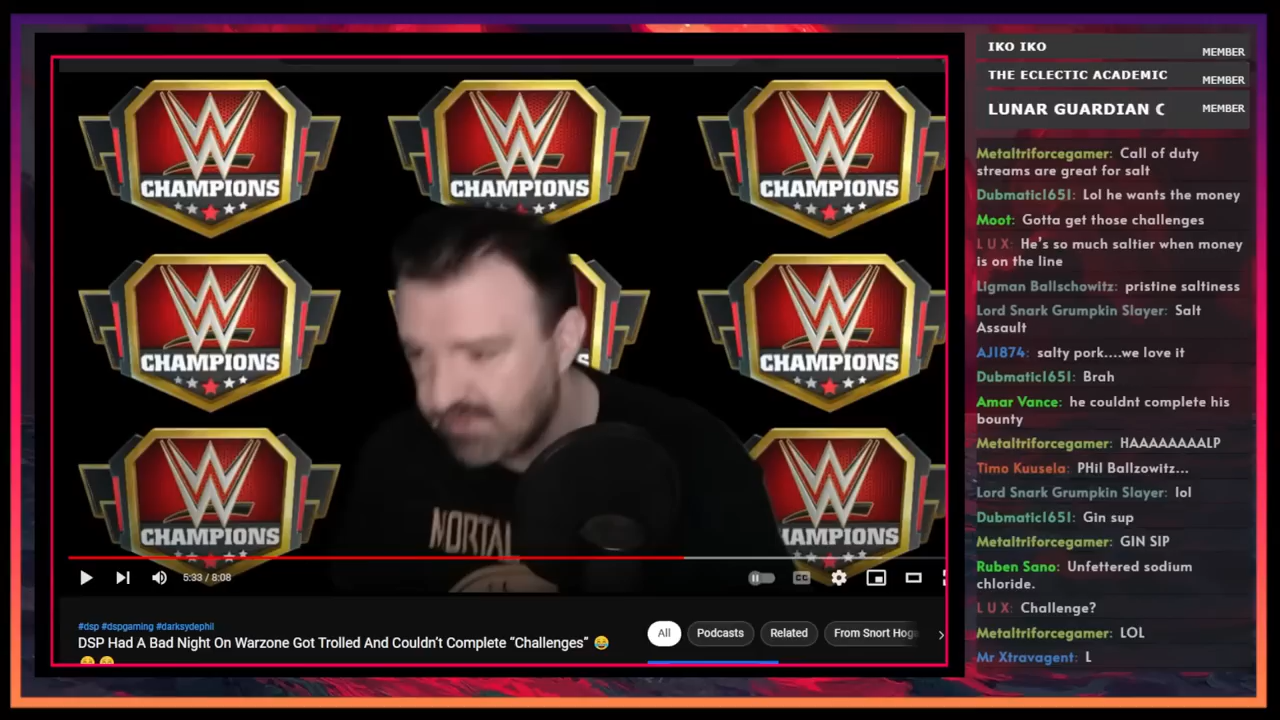 IKO IKO
MEMBER
THE ECLECTIC ACADEMIC
MEMBER
LUNAR GUARDIAN C
MEMBER
W
CHAMPIONS
W
CHAMPIONS
W
CHAMPIONS
W
CHAMPIONS
W
CHAMPIONS
W
CHAMPIONS
W
CHAMPIONS
MORTAL
5:33 / 8:08
CC
#dsp #dspgaming #darksydephil
DSP Had A Bad Night On Warzone Got Trolled And Couldn't Complete “Challenges” 😂
All
Podcasts
Related
From Snort Hog
Metaltriforcegamer: Call of duty
streams are great for salt
Dubmatic1651: Lol he wants the money
Moot: Gotta get those challenges
L U X: He's so much saltier when money
is on the line
Ligman Ballschowitz: pristine saltiness
Lord Snark Grumpkin Slayer: Salt
Assault
AJ1874: salty pork....we love it
Dubmatic1651: Brah
Amar Vance: he couldnt complete his
bounty
Metaltriforcegamer: HAAAAAAAALP
Timo Kuusela: PHil Ballzowitz...
Lord Snark Grumpkin Slayer: lol
Dubmatic1651: Gin sup
Metaltriforcegamer: GIN SIP
Ruben Sano: Unfettered sodium
chloride.
L U X: Challenge?
Metaltriforcegamer: LOL
Mr Xtravagent: L